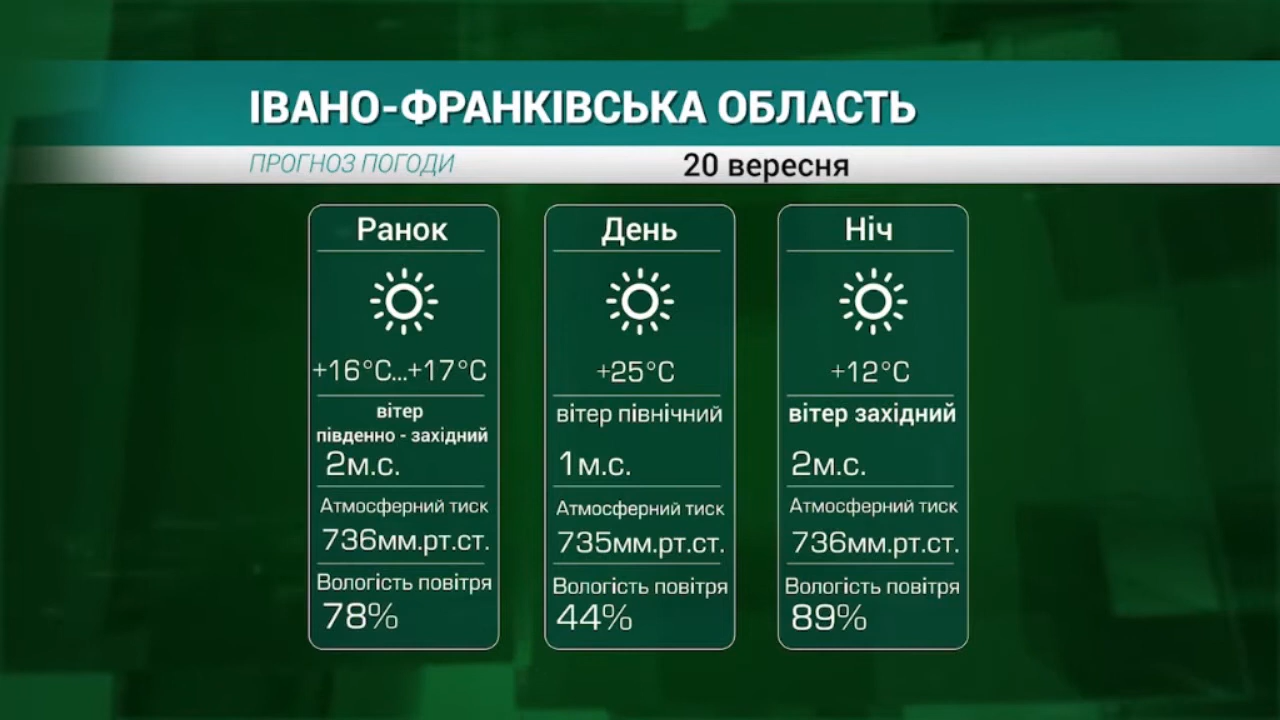 ІВАНО-ФРАНКІВСЬКА ОБЛАСТЬ
ПРОГНОЗ ПОГОДИ
20 вересня
Ранок
+16°C...+17°C
вітер
південно - західний
2м.с.
Атмосферний тиск
736мм.рт.ст.
Вологість повітря
78%
День
+25°C
вітер північний
1м.с.
Атмосферний тиск
735мм.рт.ст.
Вологість повітря
44%
Ніч
+12°C
вітер західний
2м.с.
Атмосферний тиск
736мм.рт.ст.
Вологість повітря
89%